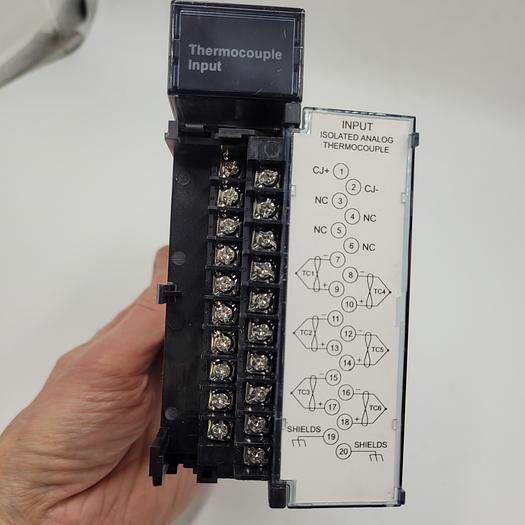 Thermocouple
Input
INPUT
ISOLATED ANALOG
THERMOCOUPLE
CJ+ 1
2 CJ-
NC 3
4 NC
NC 5
6 NC
- 7
TC1 8 - TC4
+ 9
+ 10
- 11
TC2 12 - TC5
+ 13
+ 14
- 15
TC3 16 - TC6
+ 17
+ 18
SHIELDS 19
20 SHIELDS